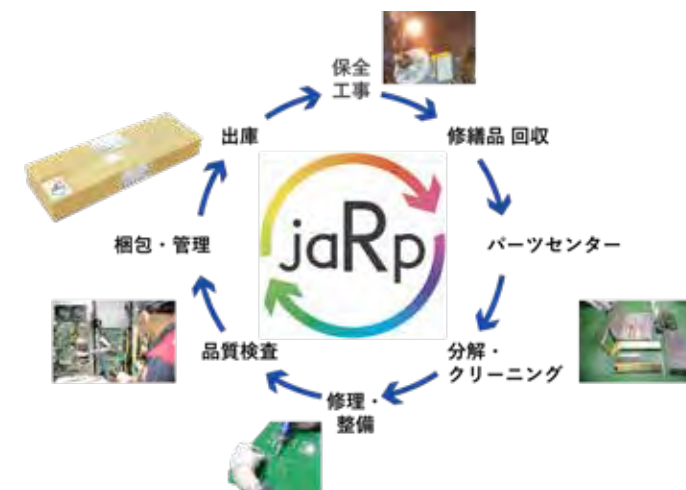 保全
工事
修繕品 回収
パーツセンター
分解・
クリーニング
修理・
整備
品質検査
梱包・管理
出庫
jaRp